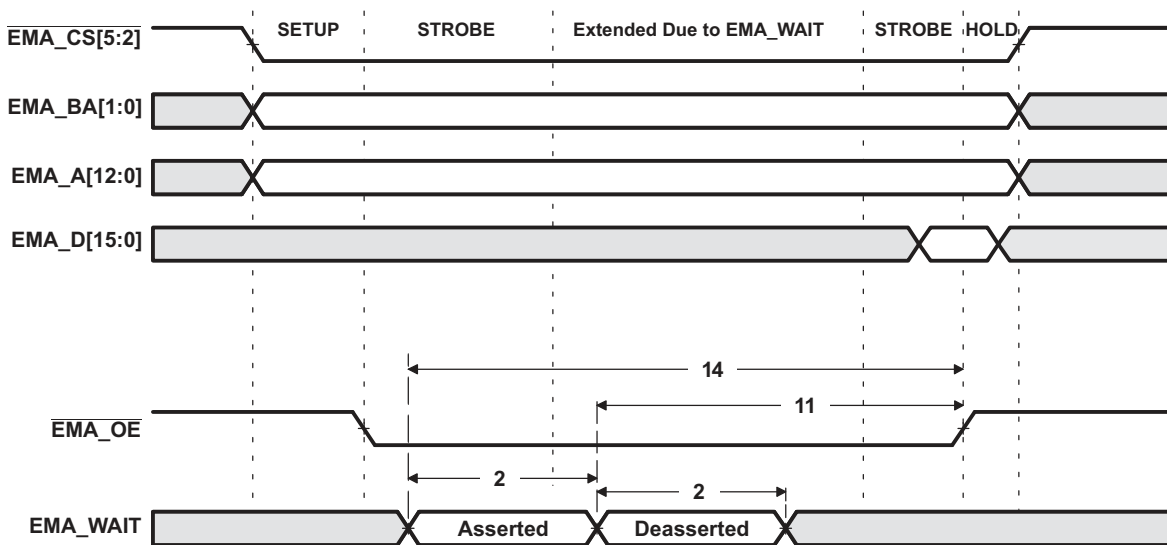 EMA_CS[5:2]
SETUP STROBE Extended Due to EMA_WAIT STROBE HOLD
EMA_BA[1:0]
EMA_A[12:0]
EMA_D[15:0]
14
11
EMA_OE
2
2
EMA_WAIT Asserted Deasserted